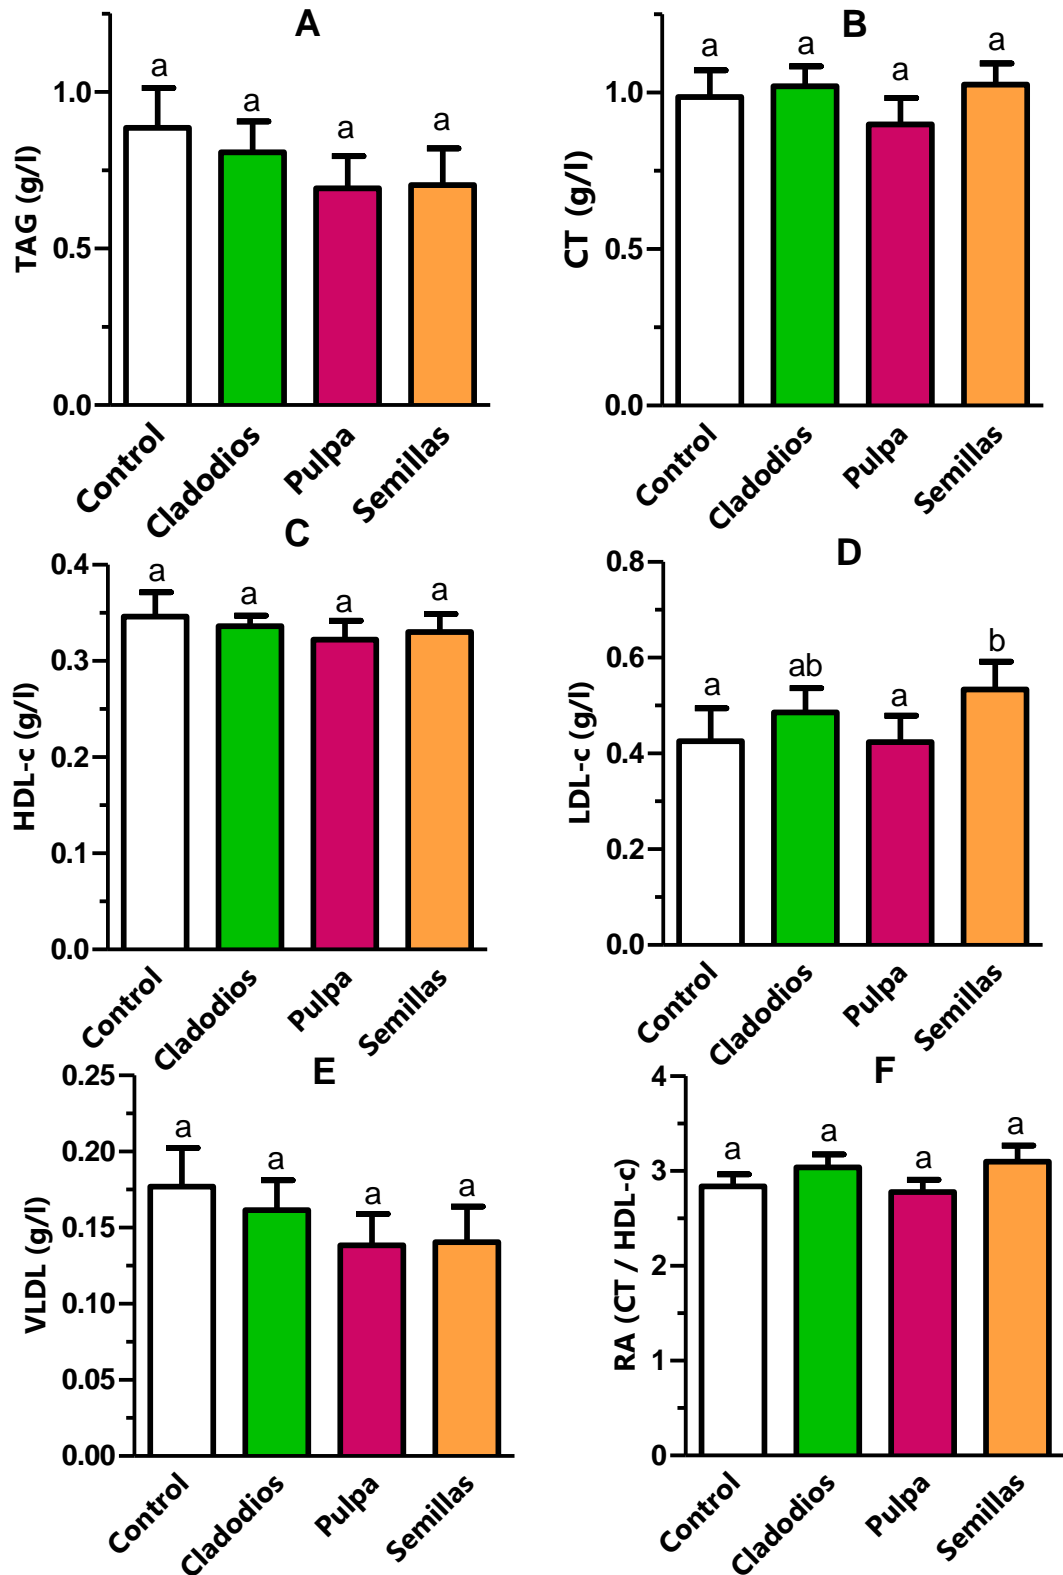 A
TAG (g/l)
1.0
0.5
0.0
a
a
a
a
Control
Cladodios
Pulpa
Semillas
B
CT (g/l)
1.0
0.5
0.0
a
a
a
a
Control
Cladodios
Pulpa
Semillas
C
HDL-c (g/l)
0.4
0.3
0.2
0.1
0.0
a
a
a
a
Control
Cladodios
Pulpa
Semillas
D
LDL-c (g/l)
0.8
0.6
0.4
0.2
0.0
a
ab
a
b
Control
Cladodios
Pulpa
Semillas
E
VLDL (g/l)
0.25
0.20
0.15
0.10
0.05
0.00
a
a
a
a
Control
Cladodios
Pulpa
Semillas
F
RA (CT / HDL-c)
4
3
2
1
0
a
a
a
a
Control
Cladodios
Pulpa
Semillas